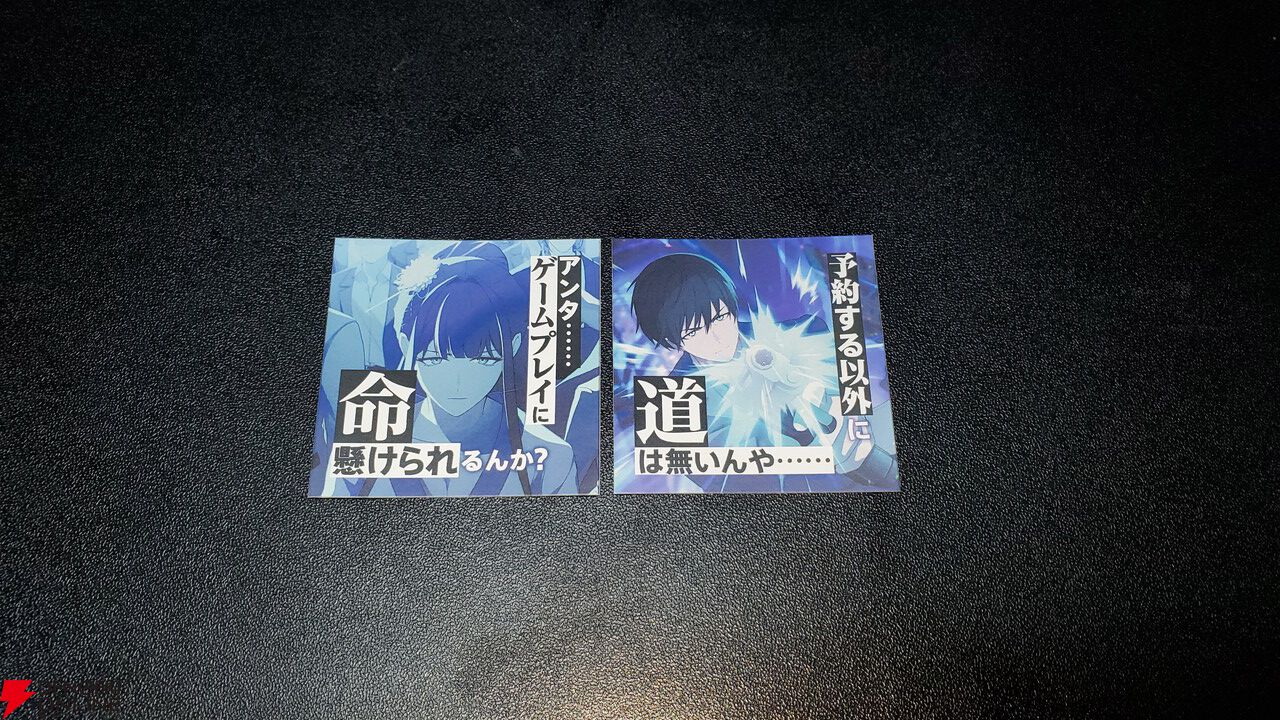 アンタ……
ゲームプレイに
命
懸けられるんか?
予約する以外に
道
は無いんや……